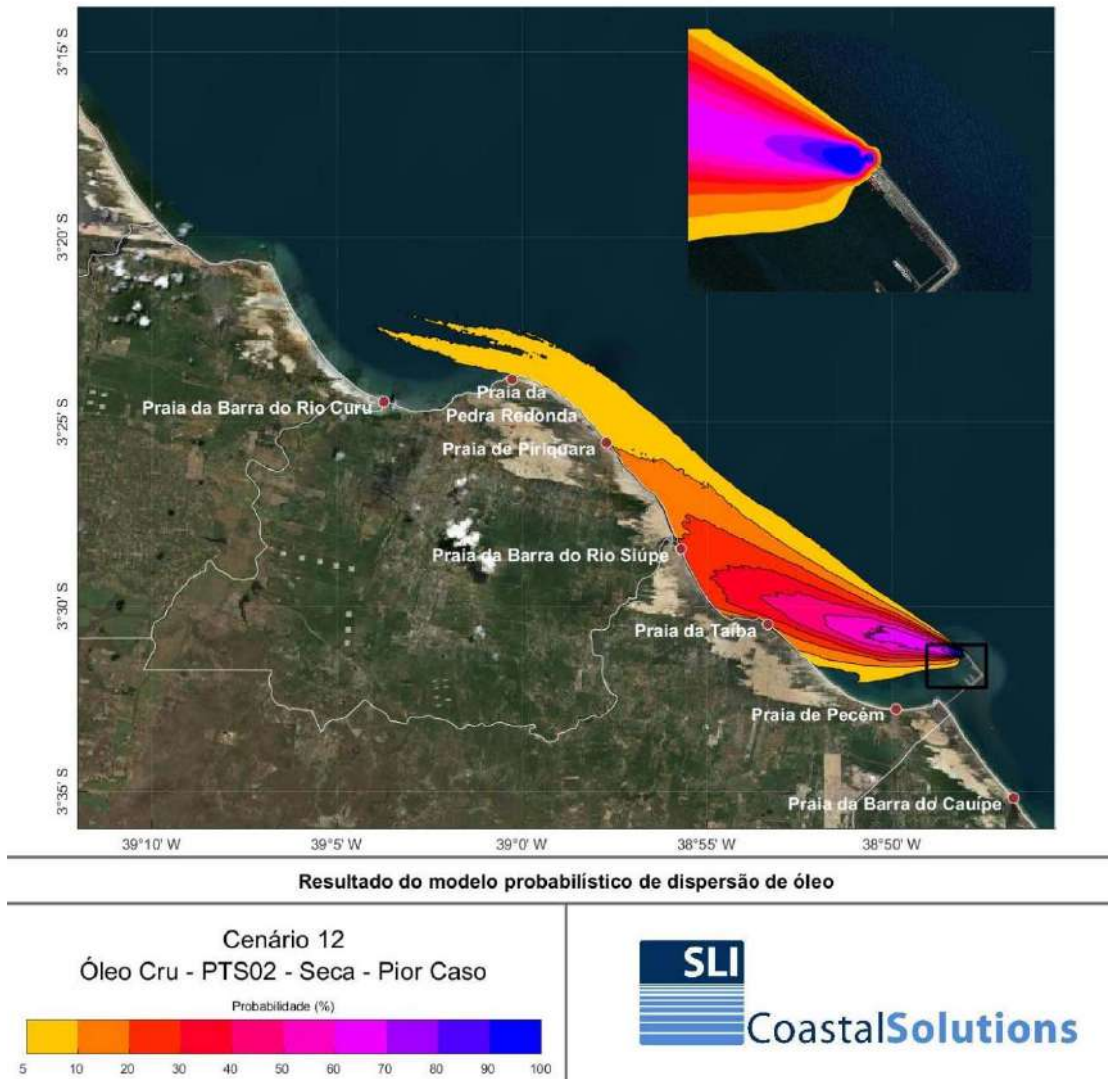 3°15' S
3°20' S
3°25' S
3°30' S
3°35' S
Praia da Barra do Rio Curu
Praia da
Pedra Redonda
Praia de Piriquara
Praia da Barra do Rio Siúpe
Praia da Taíba
Praia de Pecém
Praia da Barra do Cauípe
39°10' W
39°5' W
39°0' W
38°55' W
38°50' W
Resultado do modelo probabilístico de dispersão de óleo
Cenário 12
Óleo Cru - PTS02 - Seca - Pior Caso
Probabilidade (%)
5 10 20 30 40 50 60 70 80 90 100
SLI
CoastalSolutions